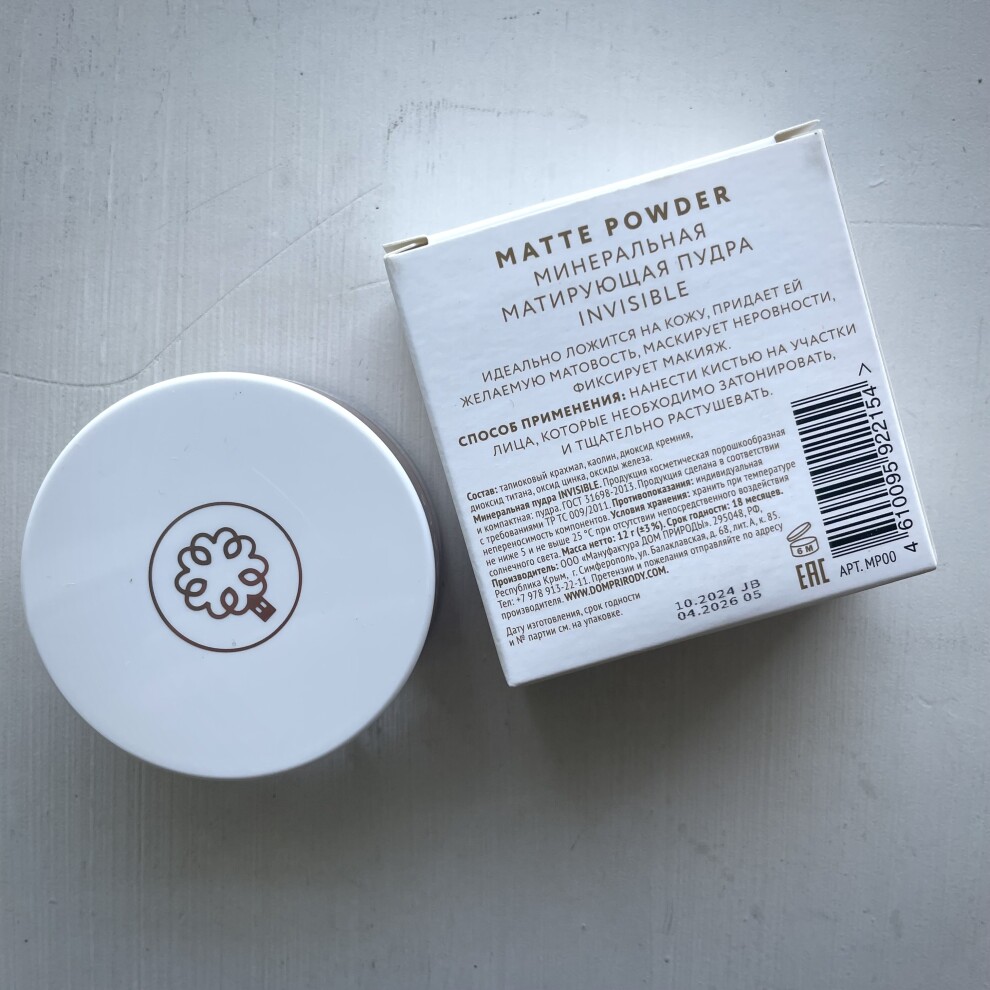 MATTE POWDER
МИНЕРАЛЬНАЯ
МАТИРУЮЩАЯ ПУДРА
INVISIBLE
ИДЕАЛЬНО ЛОЖИТСЯ НА КОЖУ, ПРИДАЕТ ЕЙ
ЖЕЛАЕМУЮ МАТОВОСТЬ, МАСКИРУЕТ НЕРОВНОСТИ,
ФИКСИРУЕТ МАКИЯЖ.
СПОСОБ ПРИМЕНЕНИЯ: НАНЕСТИ КИСТЬЮ НА УЧАСТКИ
ЛИЦА, КОТОРЫЕ НЕОБХОДИМО ЗАТОНИРОВАТЬ,
И ТЩАТЕЛЬНО РАСТУШЕВАТЬ.
Состав: тапиоковый крахмал, каолин, диоксид кремния,
диоксид титана, оксид цинка, оксиды железа.
Минеральная пудра INVISIBLE. Продукция косметическая порошкообразная
и компактная: пудра. ГОСТ 31698-2013. Продукция сделана в соответствии
с требованиями ТР ТС 009/2011. Противопоказания: индивидуальная
непереносимость компонентов. Условия хранения: хранить при температуре
не ниже 5 и не выше 25 °C при отсутствии непосредственного воздействия
солнечного света. Масса нетто: 12 г (±3 %). Срок годности: 18 месяцев.
Производитель: ООО «Мануфактура ДОМ ПРИРОДЫ». 295048, РФ,
Республика Крым, г. Симферополь, ул. Балаклавская, д. 68, лит. А, к. 85.
Тел: +7 978 913-22-11. Претензии и пожелания отправляйте по адресу
производителя. WWW.DOMPRIRODY.COM.
Дату изготовления, срок годности
и № партии см. на упаковке.
10.2024 JB
04.2026 05
6 M
EAC
АРТ. MP00
4 610095 922154 >